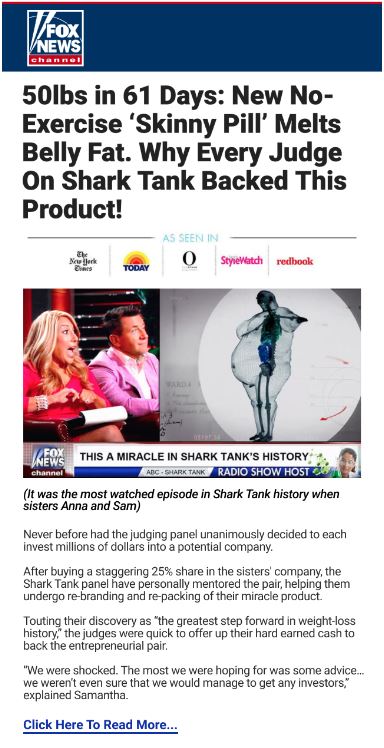 FOX
NEWS
channel
50lbs in 61 Days: New No-
Exercise ‘Skinny Pill’ Melts
Belly Fat. Why Every Judge
On Shark Tank Backed This
Product!
AS SEEN IN
The New York Times TODAY O StyleWatch redbook
WARD A
FOX
NEWS
channel
THIS A MIRACLE IN SHARK TANK'S HISTORY
ABC - SHARK TANK RADIO SHOW HOST
(It was the most watched episode in Shark Tank history when
sisters Anna and Sam)
Never before had the judging panel unanimously decided to each
invest millions of dollars into a potential company.
After buying a staggering 25% share in the sisters' company, the
Shark Tank panel have personally mentored the pair, helping them
undergo re-branding and re-packing of their miracle product.
Touting their discovery as “the greatest step forward in weight-loss
history,” the judges were quick to offer up their hard earned cash to
back the entrepreneurial pair.
“We were shocked. The most we were hoping for was some advice...
we weren't even sure that we would manage to get any investors,”
explained Samantha.
Click Here To Read More...